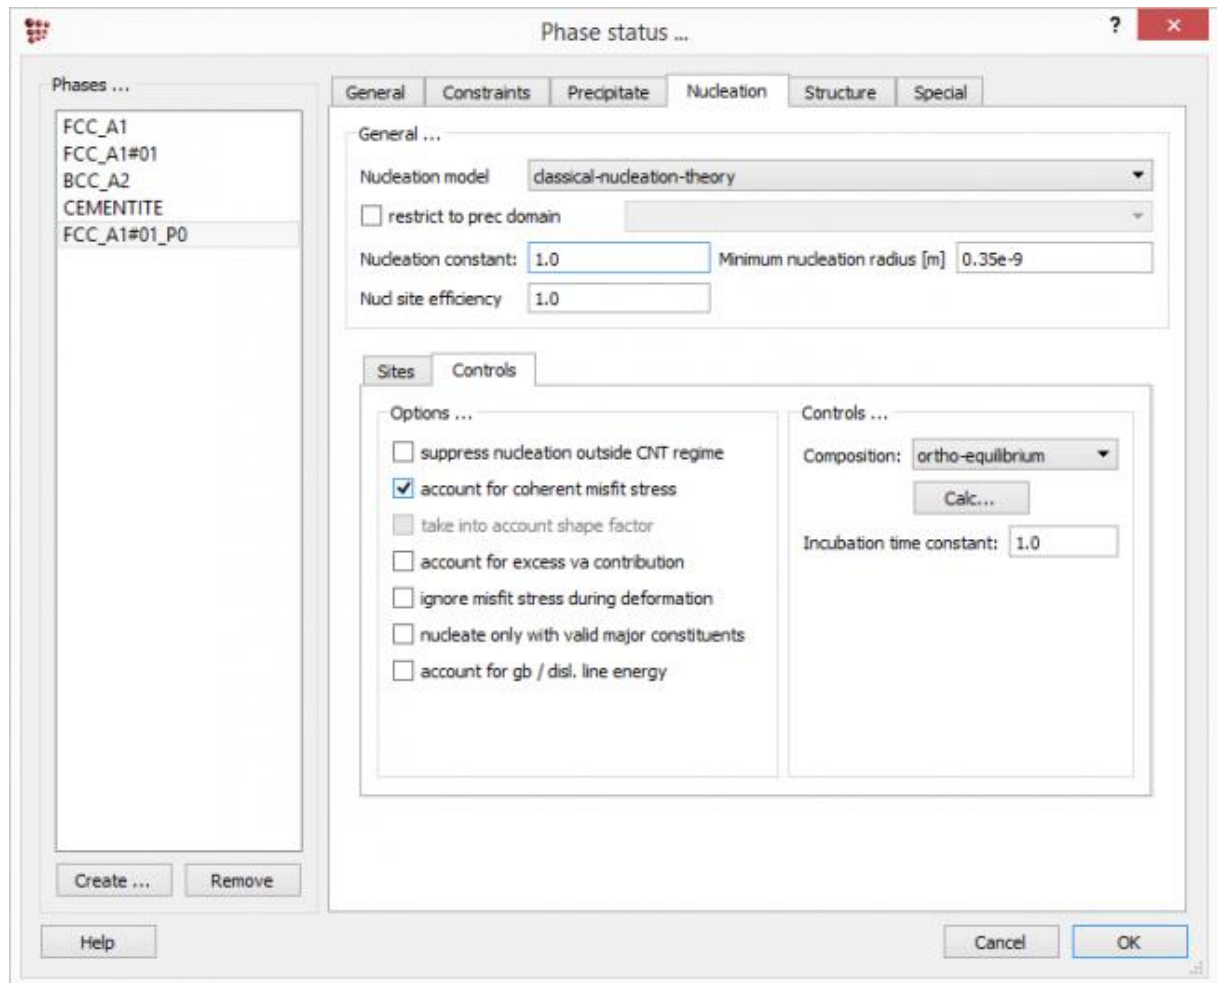 Phase status ...
?
Phases ...
FCC_A1
FCC_A1#01
BCC_A2
CEMENTITE
FCC_A1#01_P0
Create ...
Remove
General
Constraints
Precipitate
Nucleation
Structure
Special
General ...
Nucleation model
classical-nucleation-theory
restrict to prec domain
Nucleation constant:
1.0
Minimum nucleation radius [m]
0.35e-9
Nucl site efficiency
1.0
Sites
Controls
Options ...
suppress nucleation outside CNT regime
account for coherent misfit stress
take into account shape factor
account for excess va contribution
ignore misfit stress during deformation
nucleate only with valid major constituents
account for gb / disl. line energy
Controls ...
Composition:
ortho-equilibrium
Calc...
Incubation time constant:
1.0
Help
Cancel
OK